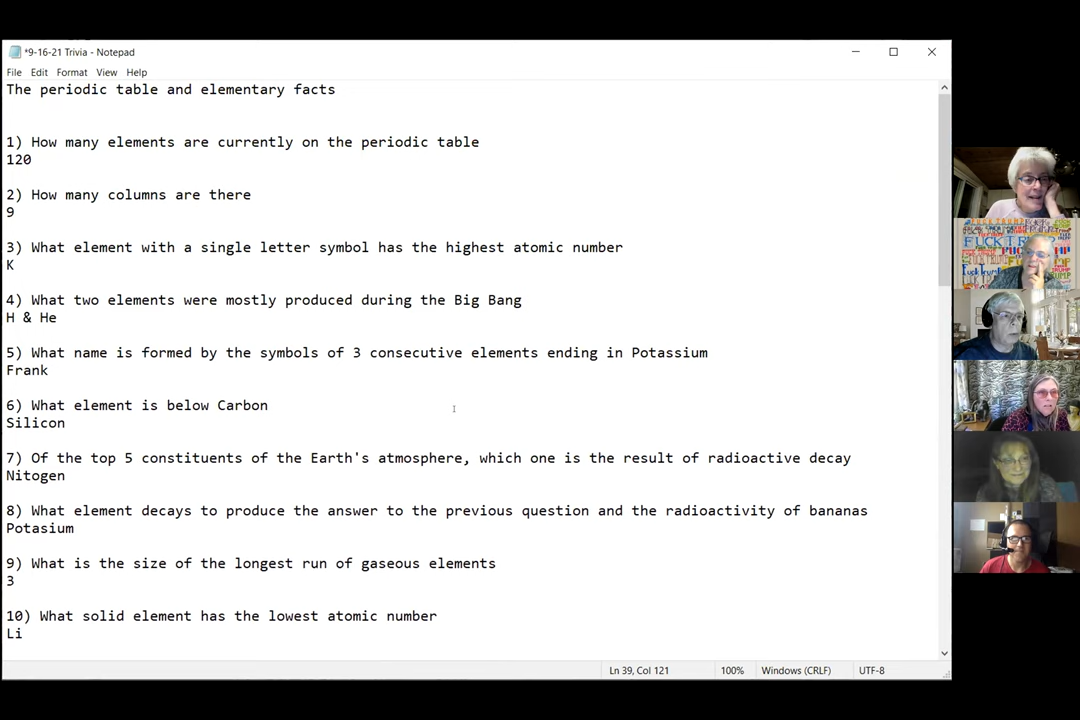 *9-16-21 Trivia - Notepad
File Edit Format View Help
The periodic table and elementary facts
1) How many elements are currently on the periodic table
120
2) How many columns are there
9
3) What element with a single letter symbol has the highest atomic number
K
4) What two elements were mostly produced during the Big Bang
H & He
5) What name is formed by the symbols of 3 consecutive elements ending in Potassium
Frank
6) What element is below Carbon
Silicon
7) Of the top 5 constituents of the Earth's atmosphere, which one is the result of radioactive decay
Nitogen
8) What element decays to produce the answer to the previous question and the radioactivity of bananas
Potasium
9) What is the size of the longest run of gaseous elements
3
10) What solid element has the lowest atomic number
Li
Ln 39, Col 121 100% Windows (CRLF) UTF-8
FUCK TRUMP
FUCK TRUMP
FuckTrump